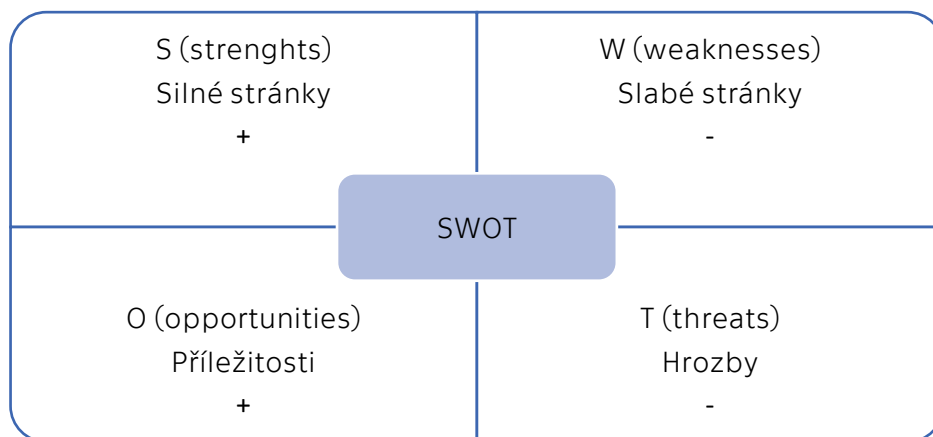 S (strenghts)
Silné stránky
+
W (weaknesses)
Slabé stránky
-
SWOT
O (opportunities)
Příležitosti
+
T (threats)
Hrozby
-